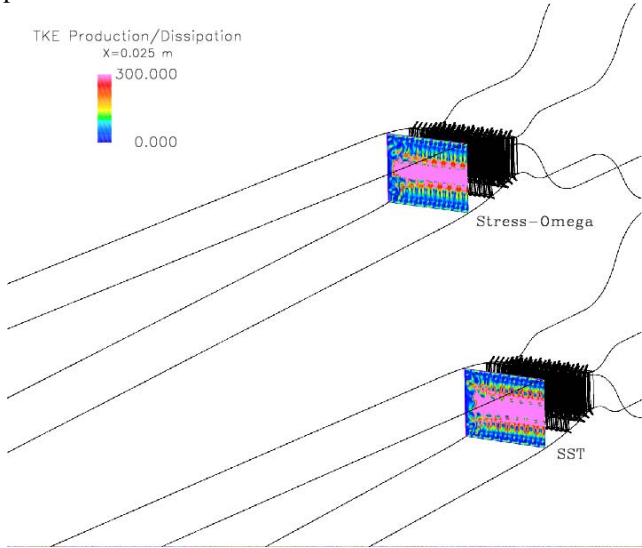 TKE Production/Dissipation
X=0.025 m
300.000
0.000
Stress-Omega
SST